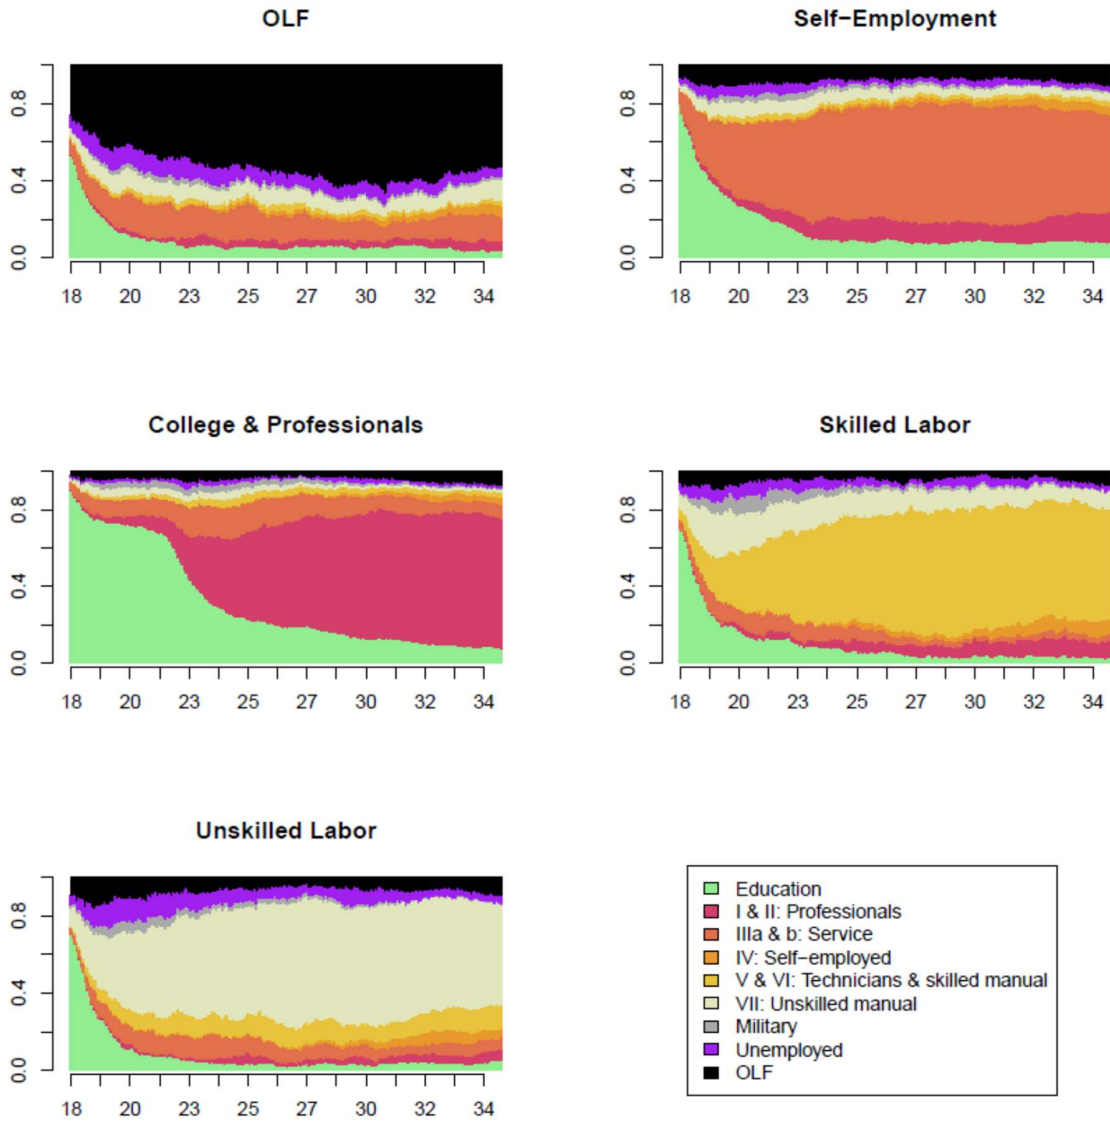 OLF
Self−Employment
0.0 0.4 0.8
0.0 0.4 0.8
18 20 23 25 27 30 32 34
18 20 23 25 27 30 32 34
College & Professionals
Skilled Labor
0.0 0.4 0.8
0.0 0.4 0.8
18 20 23 25 27 30 32 34
18 20 23 25 27 30 32 34
Unskilled Labor
0.0 0.4 0.8
18 20 23 25 27 30 32 34
Education
I & II: Professionals
IIIa & b: Service
IV: Self−employed
V & VI: Technicians & skilled manual
VII: Unskilled manual
Military
Unemployed
OLF